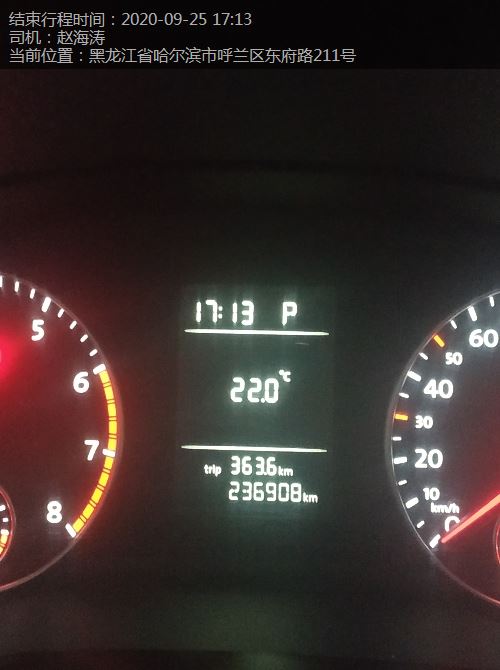 结束行程时间：2020-09-25 17:13
司机：赵海涛
当前位置：黑龙江省哈尔滨市呼兰区东府路211号
17:13 P
22.0℃
trip 363.6 km
236908 km
5
6
7
8
60
50
40
30
20
10
km/h
0